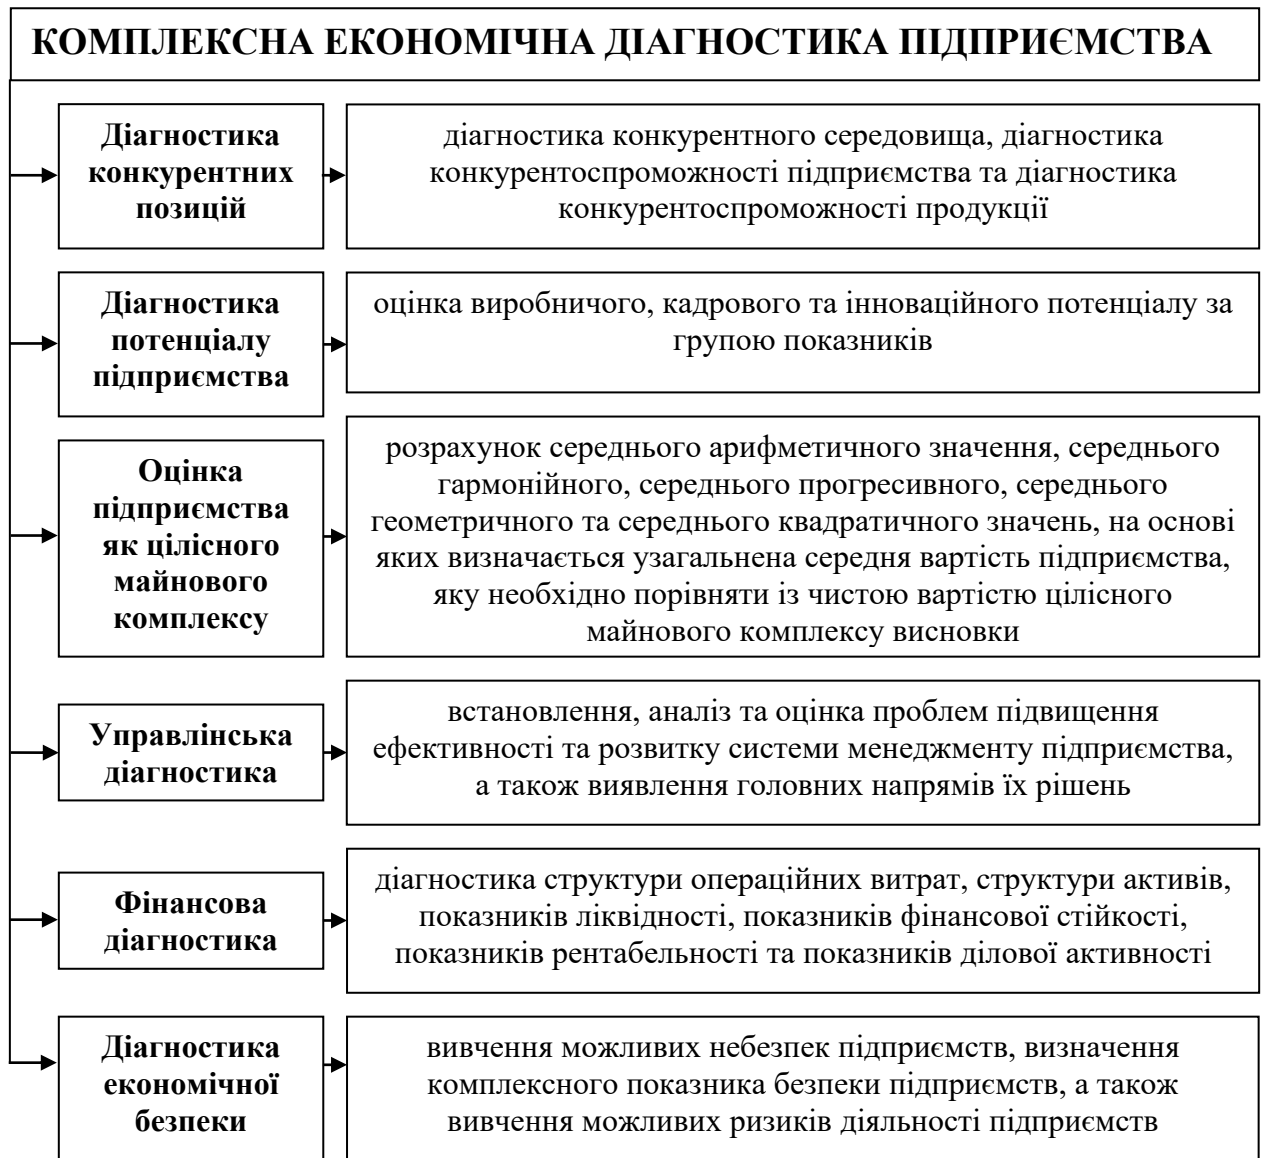 КОМПЛЕКСНА ЕКОНОМІЧНА ДІАГНОСТИКА ПІДПРИЄМСТВА
Діагностика
конкурентних
позицій
діагностика конкурентного середовища, діагностика
конкурентоспроможності підприємства та діагностика
конкурентоспроможності продукції
Діагностика
потенціалу
підприємства
оцінка виробничого, кадрового та інноваційного потенціалу за
групою показників
Оцінка
підприємства
як цілісного
майнового
комплексу
розрахунок середнього арифметичного значення, середнього
гармонійного, середнього прогресивного, середнього
геометричного та середнього квадратичного значень, на основі
яких визначається узагальнена середня вартість підприємства,
яку необхідно порівняти із чистою вартістю цілісного
майнового комплексу висновки
Управлінська
діагностика
встановлення, аналіз та оцінка проблем підвищення
ефективності та розвитку системи менеджменту підприємства,
а також виявлення головних напрямів їх рішень
Фінансова
діагностика
діагностика структури операційних витрат, структури активів,
показників ліквідності, показників фінансової стійкості,
показників рентабельності та показників ділової активності
Діагностика
економічної
безпеки
вивчення можливих небезпек підприємств, визначення
комплексного показника безпеки підприємств, а також
вивчення можливих ризиків діяльності підприємств